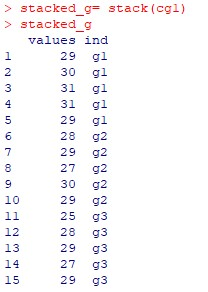 > stacked_g= stack(cg1)
> stacked_g
   values ind
1      29  g1
2      30  g1
3      31  g1
4      31  g1
5      29  g1
6      28  g2
7      29  g2
8      27  g2
9      30  g2
10     29  g2
11     25  g3
12     28  g3
13     29  g3
14     27  g3
15     29  g3